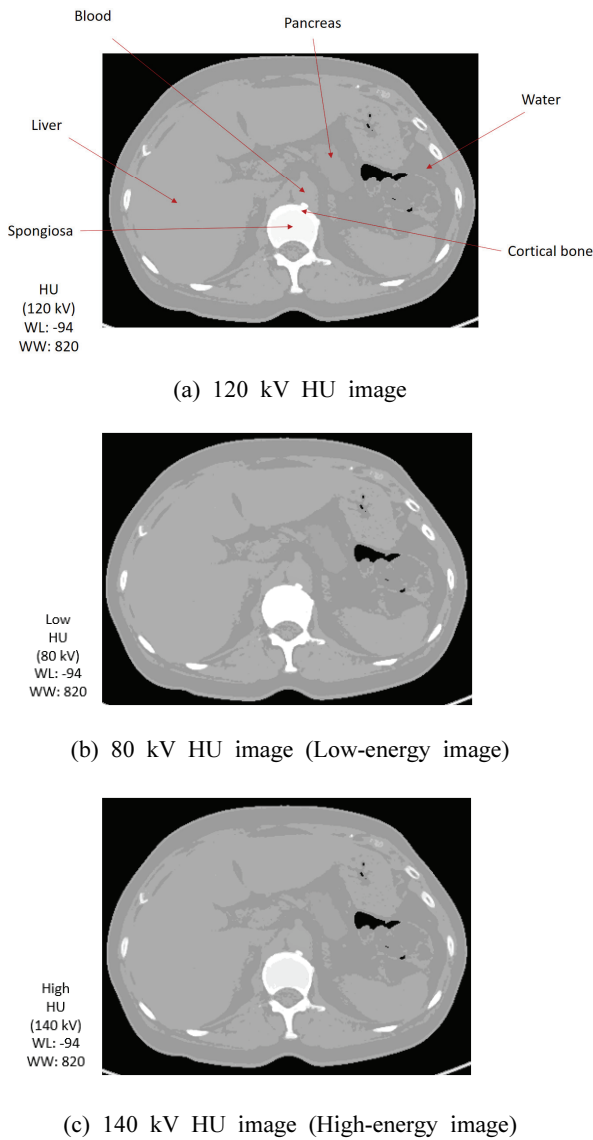 Blood
Pancreas
Water
Liver
Spongiosa
Cortical bone
HU
(120 kV)
WL: -94
WW: 820
(a) 120 kV HU image
Low
HU
(80 kV)
WL: -94
WW: 820
(b) 80 kV HU image (Low-energy image)
High
HU
(140 kV)
WL: -94
WW: 820
(c) 140 kV HU image (High-energy image)